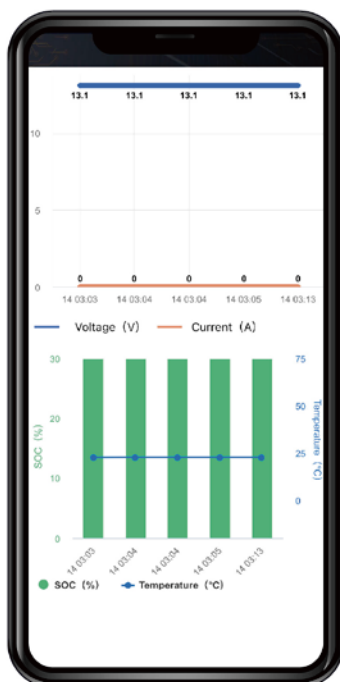 13.1 13.1 13.1 13.1 13.1
10
5
0 0 0 0 0
0
14 03:03 14 03:04 14 03:04 14 03:05 14 03:13
Voltage (V) Current (A)
30 75
20 50
SOC (%) Temperature (°C)
10 25
0 0
14 03:03 14 03:04 14 03:04 14 03:05 14 03:13
SOC (%) Temperature (°C)